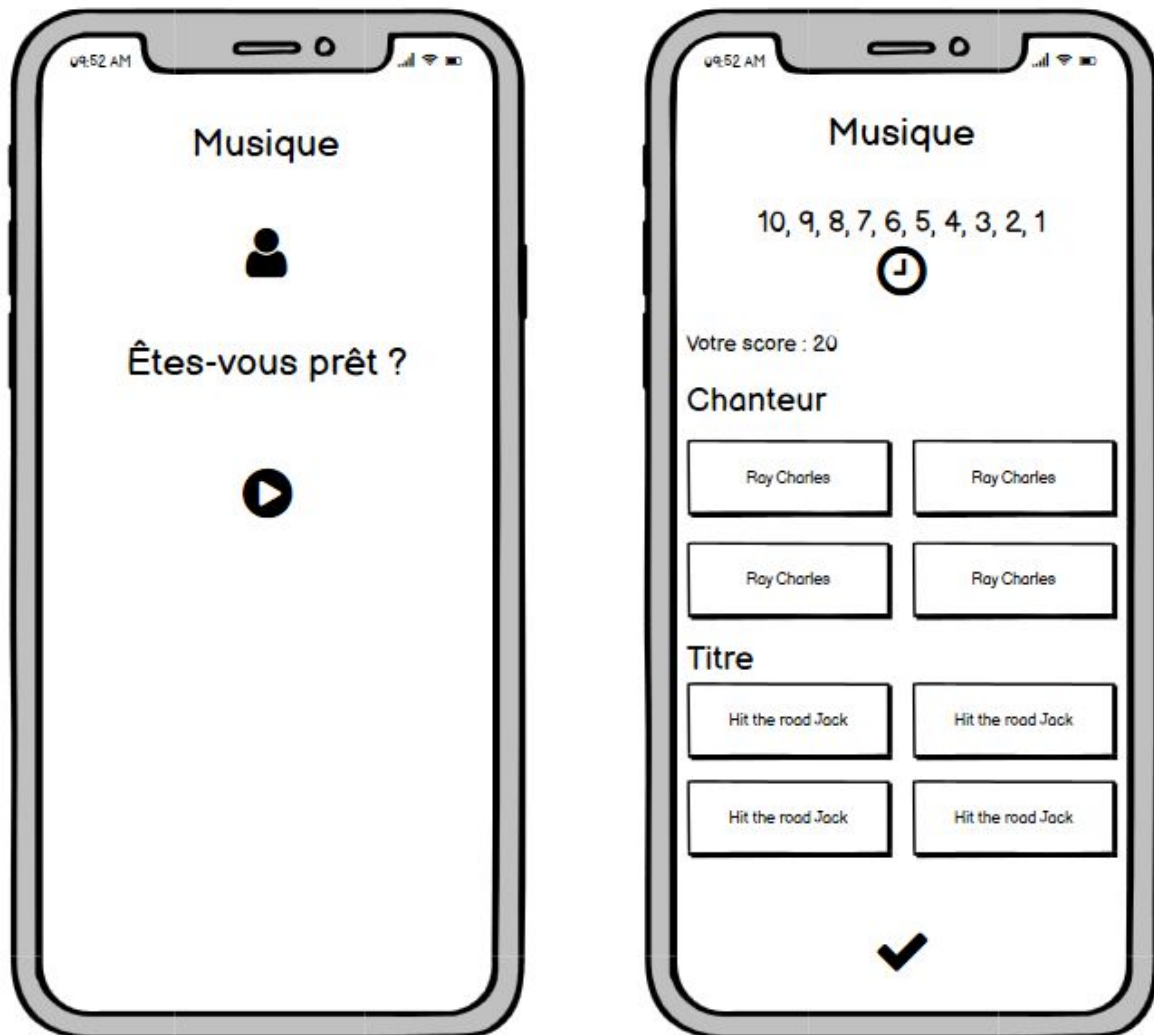 09:52 AM
Musique
Êtes-vous prêt ?
09:52 AM
Musique
10, 9, 8, 7, 6, 5, 4, 3, 2, 1
Votre score : 20
Chanteur
Ray Charles Ray Charles
Ray Charles Ray Charles
Titre
Hit the road Jack Hit the road Jack
Hit the road Jack Hit the road Jack